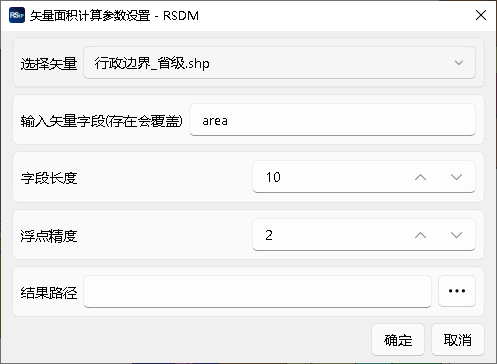 矢量面积计算参数设置 - RSDM
选择矢量 行政边界_省级.shp
输入矢量字段(存在会覆盖) area
字段长度 10
浮点精度 2
结果路径 •••
确定 取消